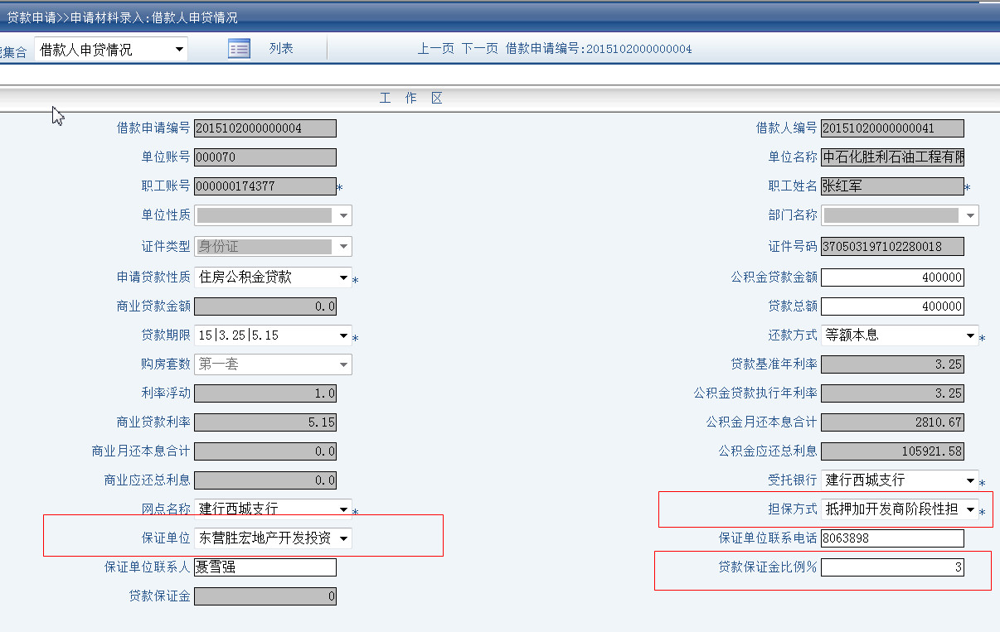 贷款申请>>申请材料录入:借款人申贷情况
集合 借款人申贷情况 列表 上一页 下一页 借款申请编号:2015102000000004
工 作 区
借款申请编号 2015102000000004 借款人编号 20151020000000041
单位账号 000070 单位名称 中石化胜利石油工程有限
职工账号 000000174377 * 职工姓名 张红军 *
单位性质 部门名称
证件类型 身份证 证件号码 370503197102280018
申请贷款性质 住房公积金贷款 * 公积金贷款金额 400000
商业贷款金额 0.0 贷款总额 400000
贷款期限 15|3.25|5.15 * 还款方式 等额本息 *
购房套数 第一套 贷款基准年利率 3.25
利率浮动 1.0 公积金贷款执行年利率 3.25
商业贷款利率 5.15 公积金月还本息合计 2810.67
商业月还本息合计 0.0 公积金应还总利息 105921.58
商业应还总利息 0.0 受托银行 建行西城支行 *
网点名称 建行西城支行 * 担保方式 抵押加开发商阶段性担 *
保证单位 东营胜宏地产开发投资 保证单位联系电话 8063898
保证单位联系人 聂雪强 贷款保证金比例% 3
贷款保证金 0